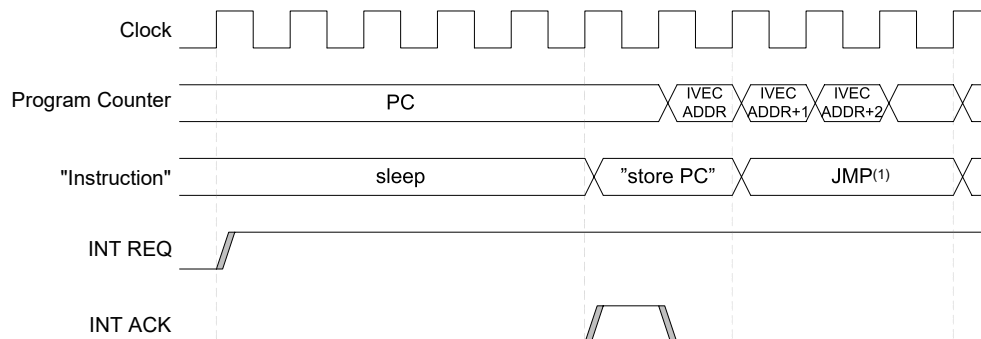 Clock
Program Counter
PC
IVEC
ADDR
IVEC
ADDR+1
IVEC
ADDR+2
"Instruction"
sleep
”store PC”
JMP(1)
INT REQ
INT ACK